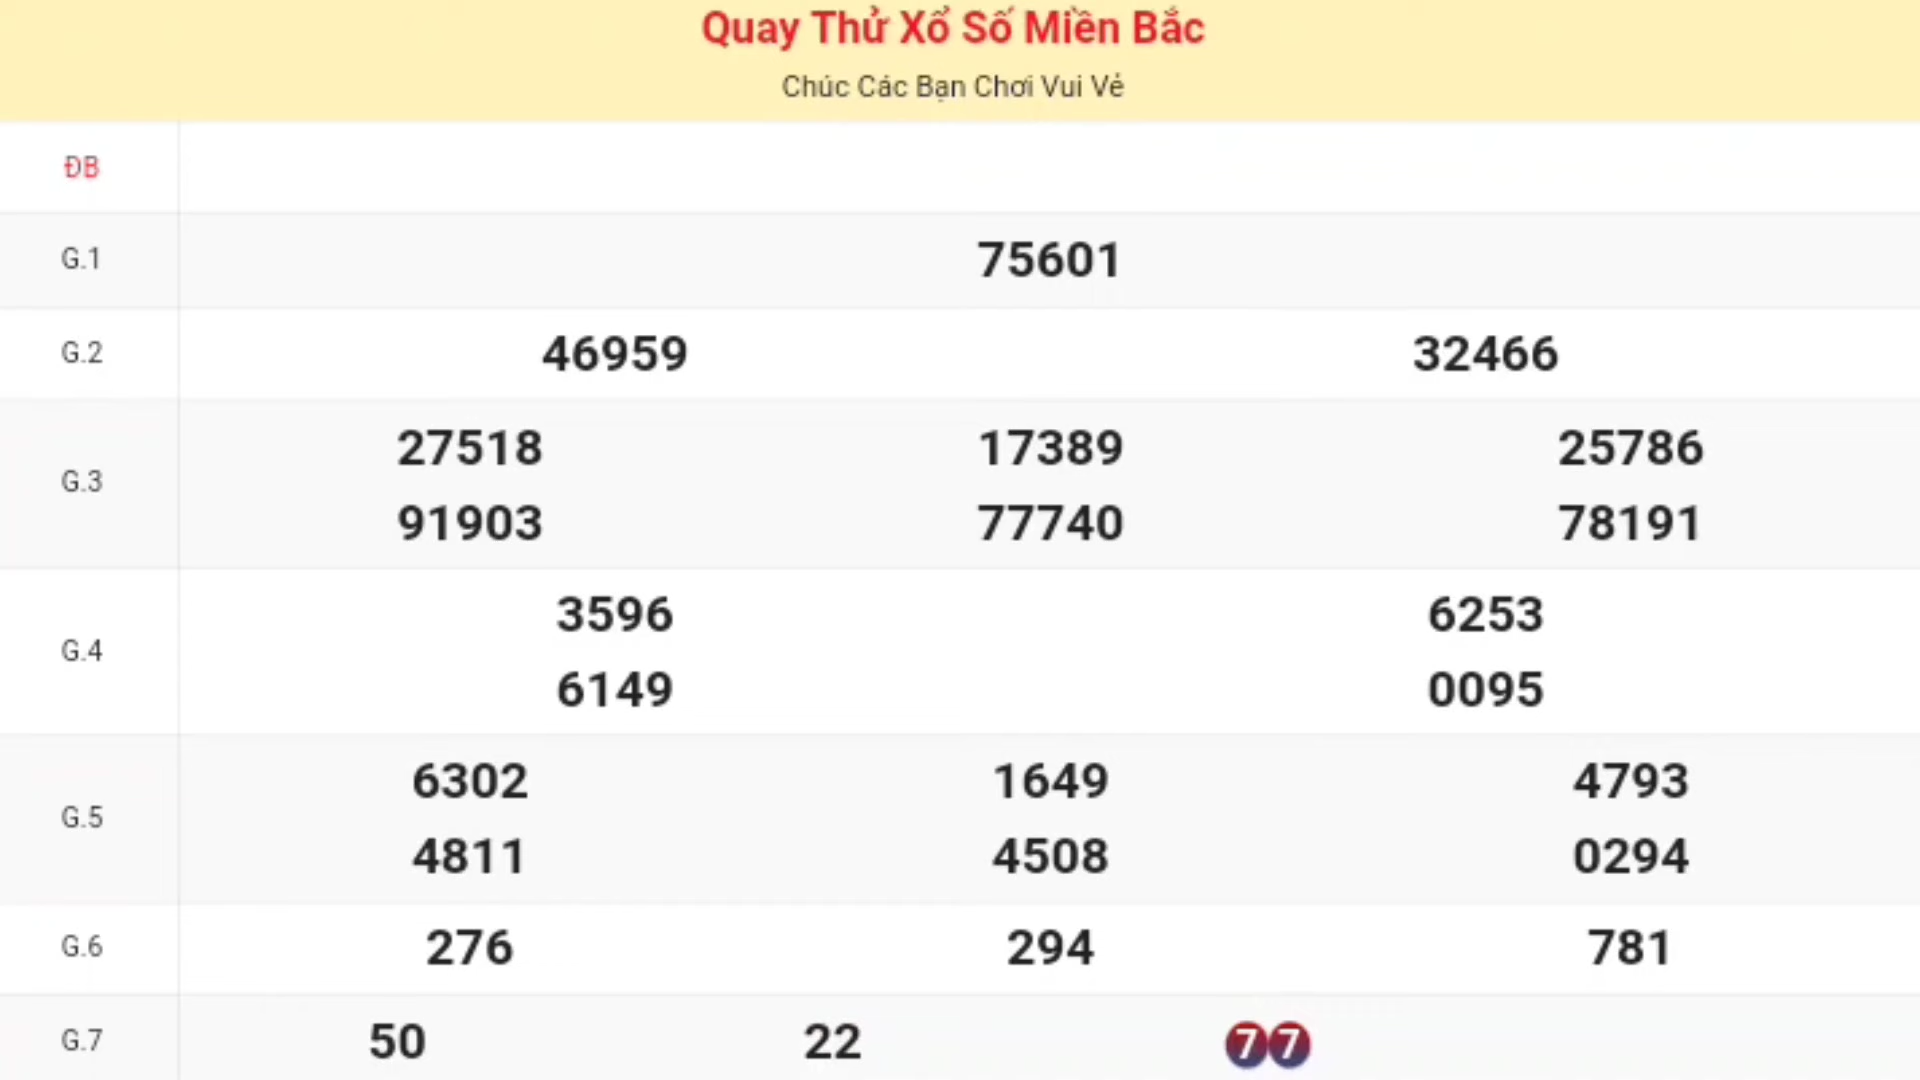 Quay Thử Xổ Số Miền Bắc
Chúc Các Bạn Chơi Vui Vẻ
ĐB
G.1 75601
G.2 46959 32466
G.3 27518 17389 25786
91903 77740 78191
G.4 3596 6253
6149 0095
G.5 6302 1649 4793
4811 4508 0294
G.6 276 294 781
G.7 50 22 77